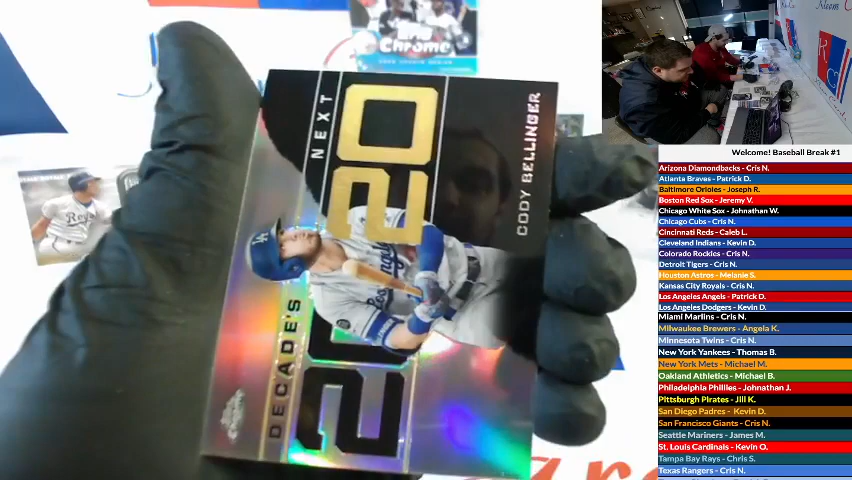 Chrome
DECADE'S NEXT
2020
CODY BELLINGER
Chrome
Royals
LA
Welcome! Baseball Break #1
Arizona Diamondbacks - Cris N.
Atlanta Braves - Patrick D.
Baltimore Orioles - Joseph R.
Boston Red Sox - Jeremy V.
Chicago White Sox - Johnathan W.
Chicago Cubs - Cris N.
Cincinnati Reds - Caleb L.
Cleveland Indians - Kevin D.
Colorado Rockies - Cris N.
Detroit Tigers - Cris N.
Houston Astros - Melanie S.
Kansas City Royals - Cris N.
Los Angeles Angels - Patrick D.
Los Angeles Dodgers - Kevin D.
Miami Marlins - Cris N.
Milwaukee Brewers - Angela K.
Minnesota Twins - Cris N.
New York Yankees - Thomas B.
New York Mets - Michael M.
Oakland Athletics - Michael B.
Philadelphia Phillies - Johnathan J.
Pittsburgh Pirates - Jill K.
San Diego Padres - Kevin D.
San Francisco Giants - Cris N.
Seattle Mariners - James M.
St. Louis Cardinals - Kevin O.
Tampa Bay Rays - Chris S.
Texas Rangers - Cris N.